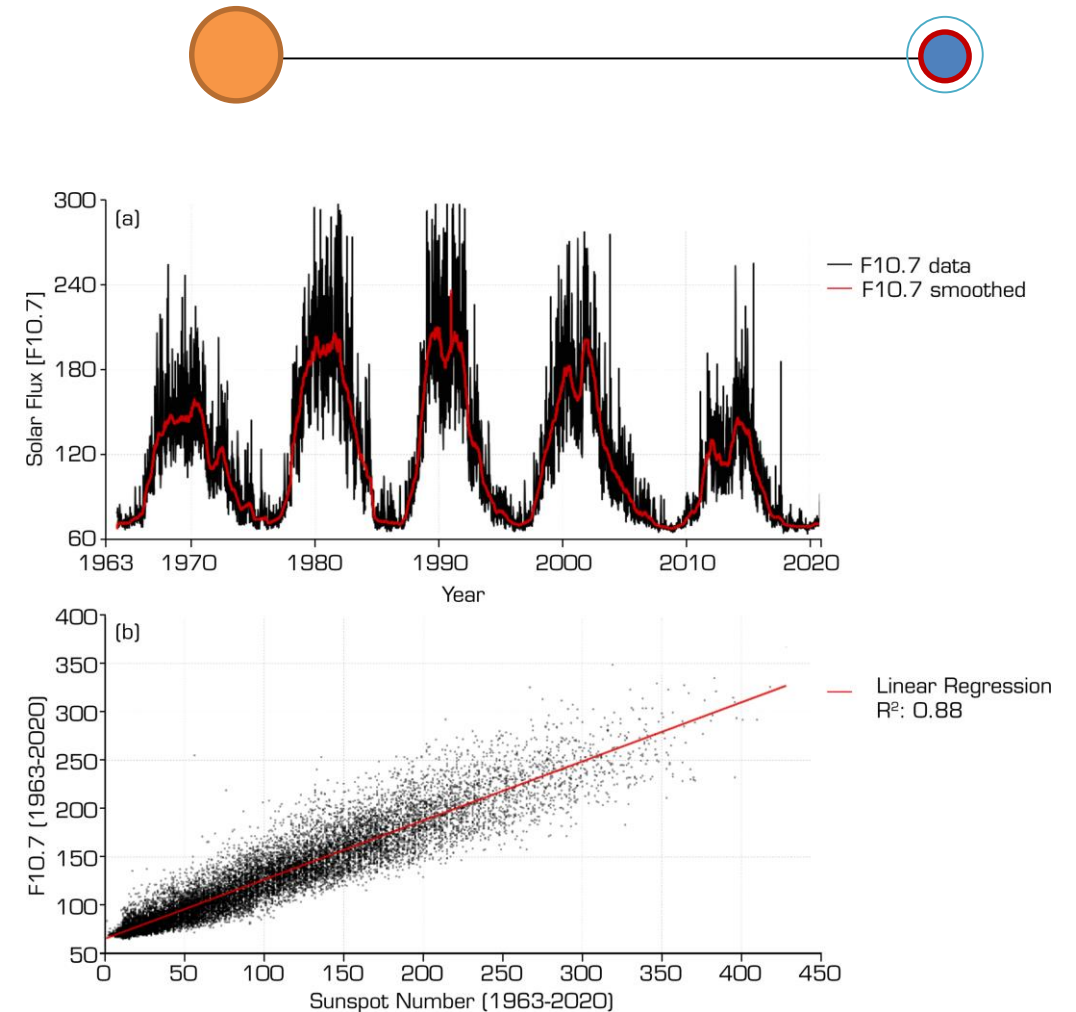 300
(a)
240
180
120
60
Solar Flux [F10.7]
F10.7 data
F10.7 smoothed
1963 1970 1980 1990 2000 2010 2020
Year
400
(b)
350
300
250
200
150
100
50
F10.7 (1963-2020)
Linear Regression
R²: 0.88
0 50 100 150 200 250 300 350 400 450
Sunspot Number (1963-2020)